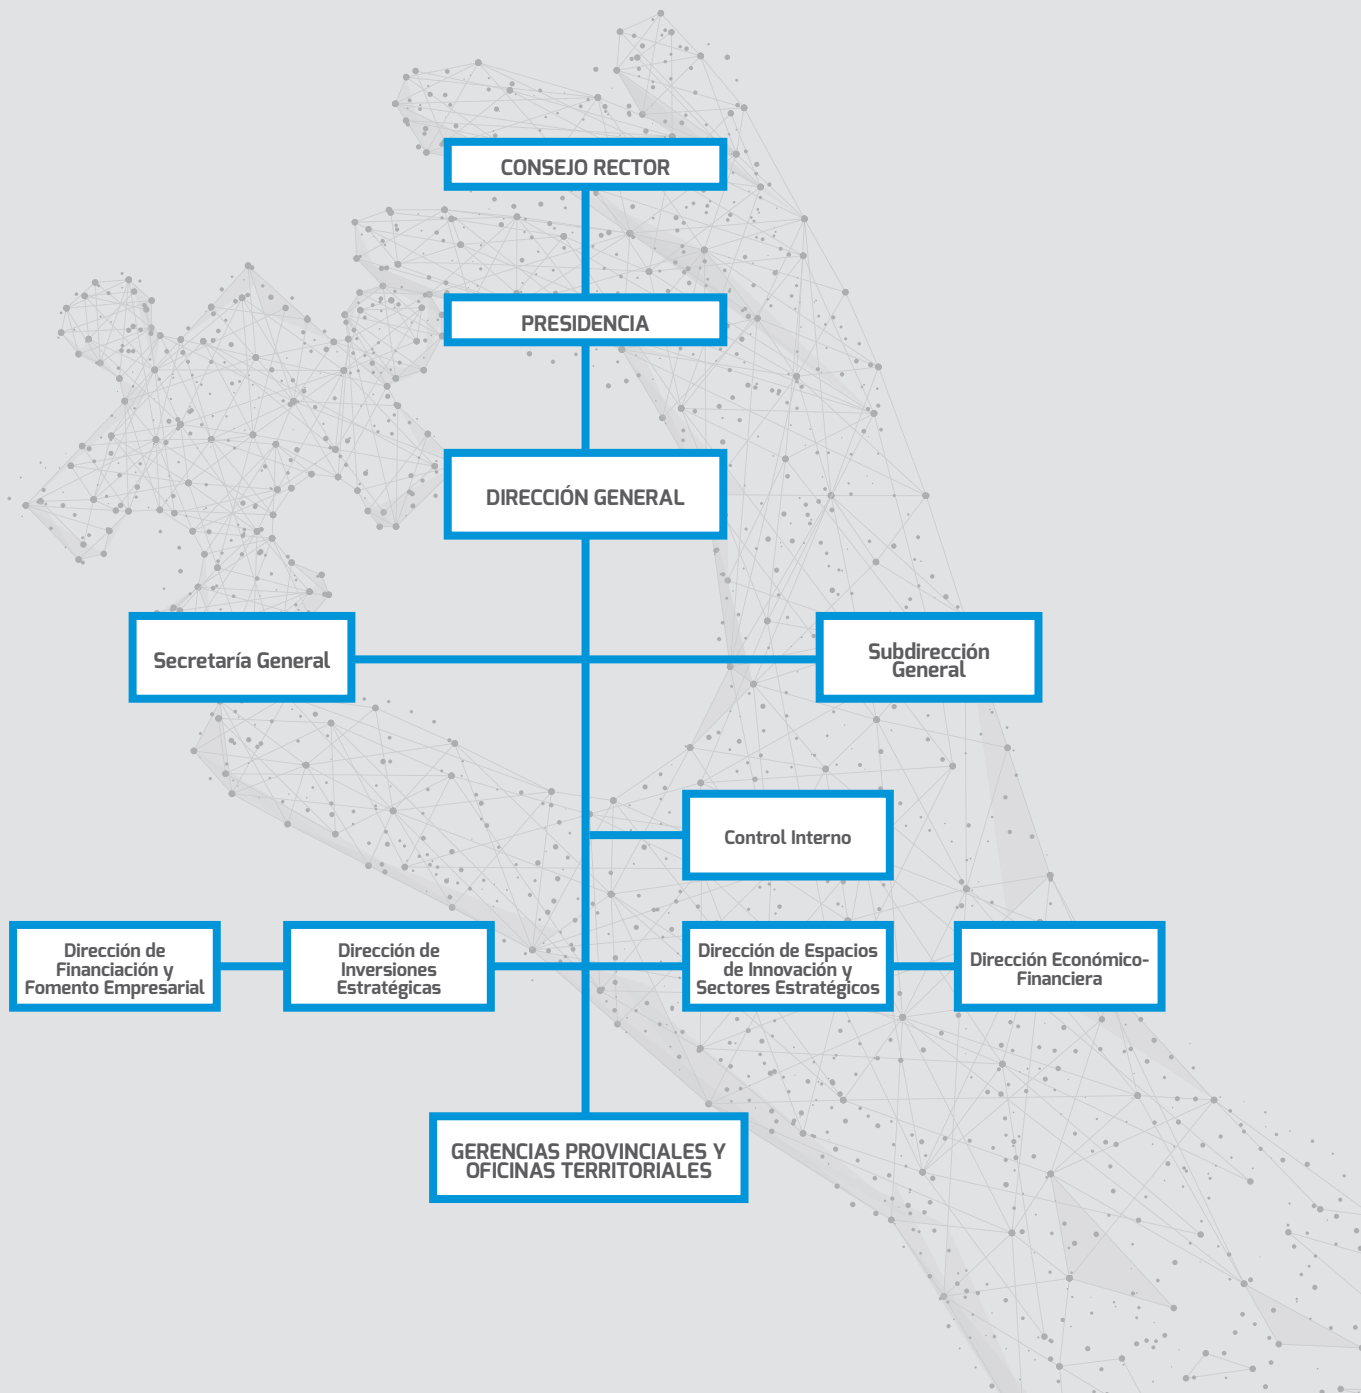 CONSEJO RECTOR
PRESIDENCIA
DIRECCIÓN GENERAL
Secretaría General
Subdirección
General
Control Interno
Dirección de
Financiación y
Fomento Empresarial
Dirección de
Inversiones
Estratégicas
Dirección de Espacios
de Innovación y
Sectores Estratégicos
Dirección Económico-
Financiera
GERENCIAS PROVINCIALES Y
OFICINAS TERRITORIALES